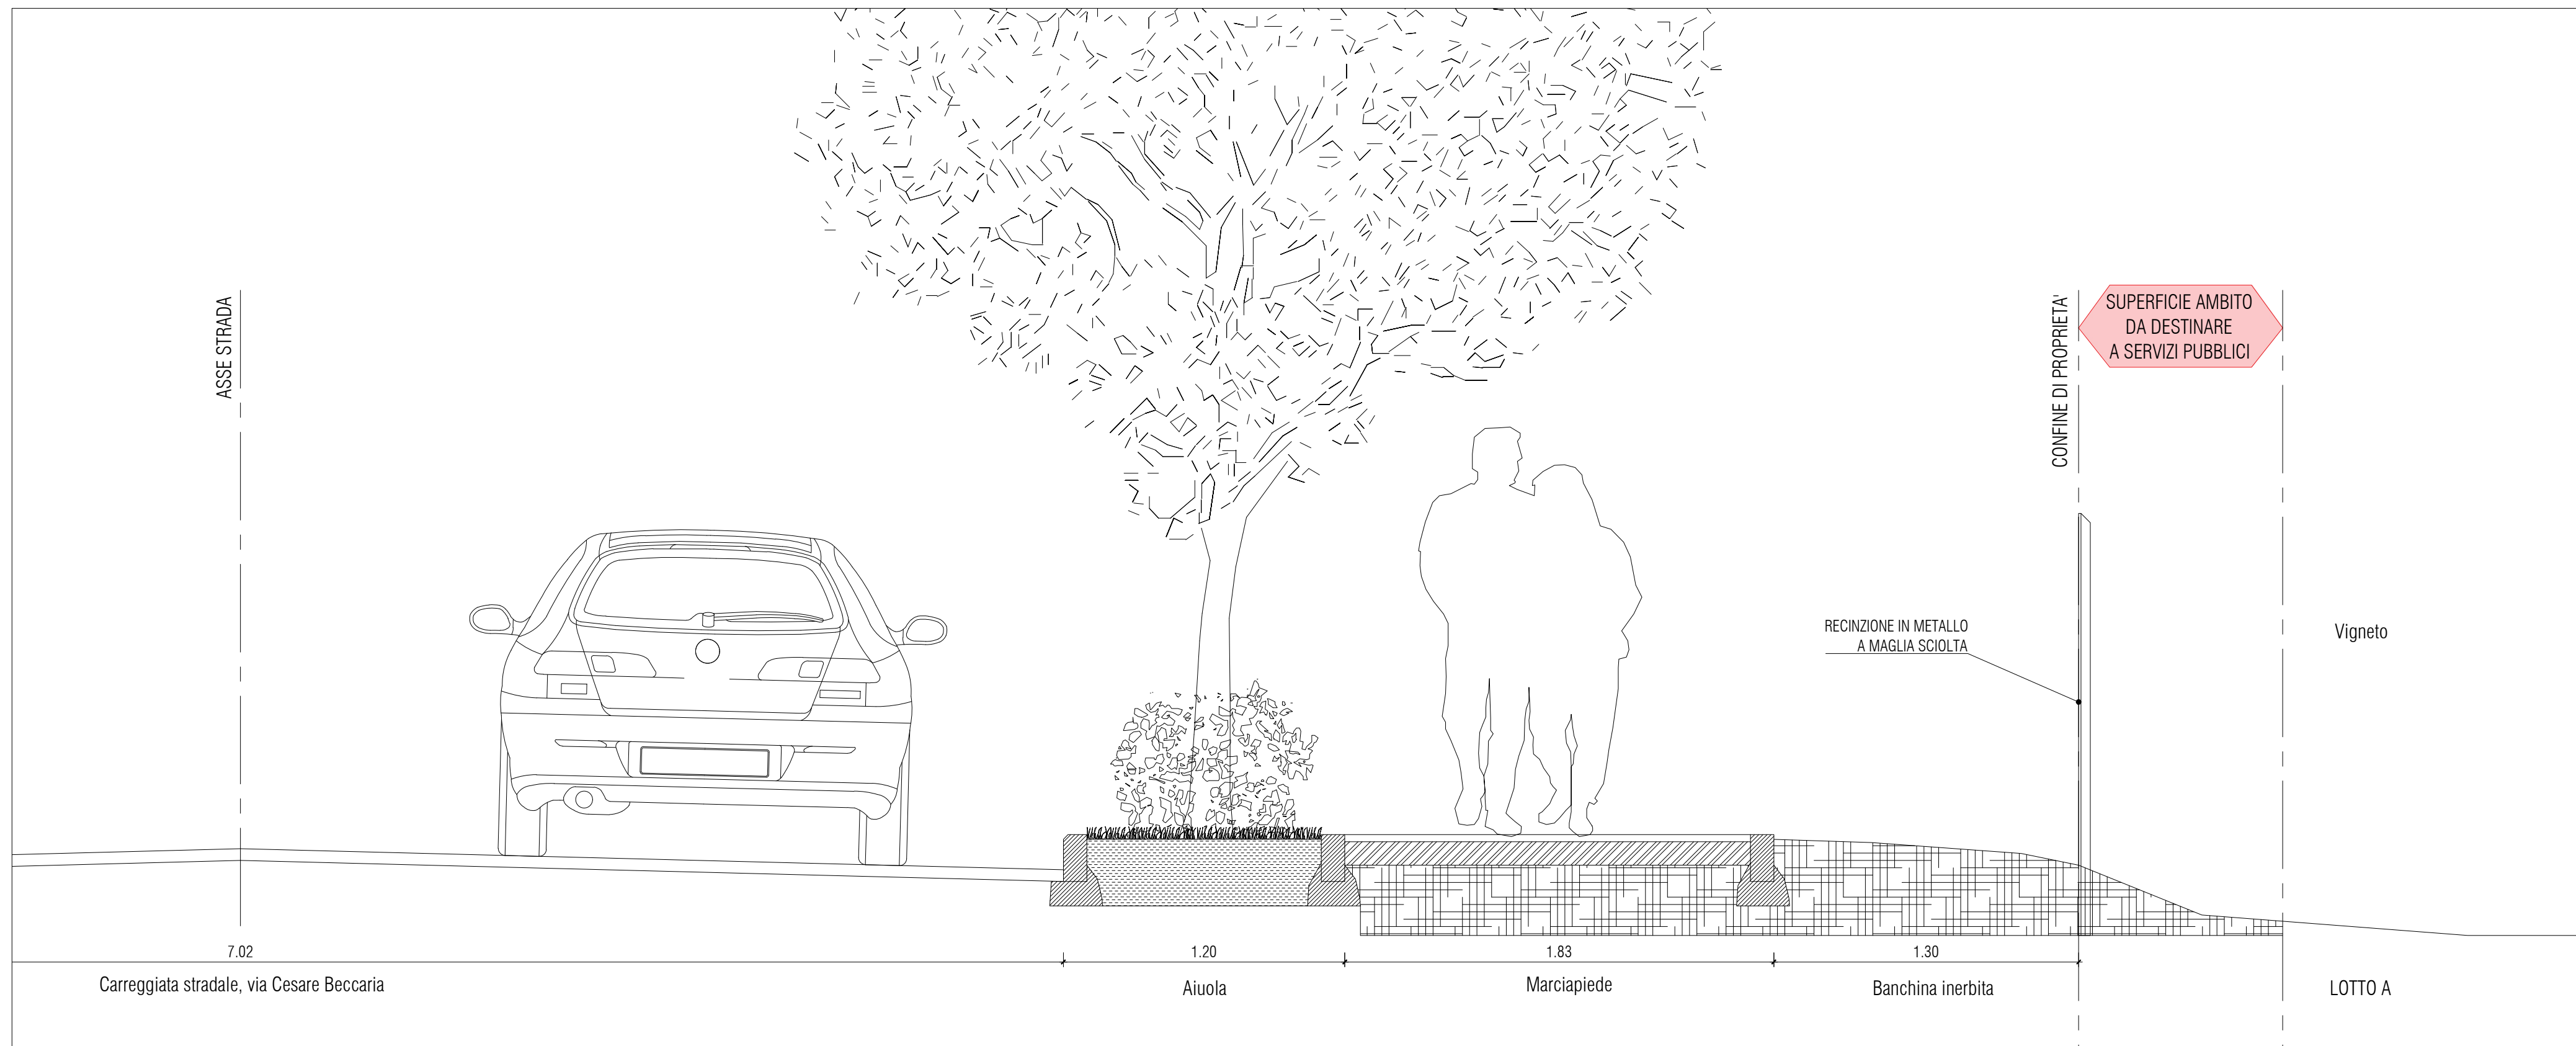 ASSE STRADA
CONFINE DI PROPRIETA'
SUPERFICIE AMBITO
DA DESTINARE
A SERVIZI PUBBLICI
RECINZIONE IN METALLO
A MAGLIA SCIOLTA
Vigneto
7.02
1.20
1.83
1.30
Carreggiata stradale, via Cesare Beccaria
Aiuola
Marciapiede
Banchina inerbita
LOTTO A